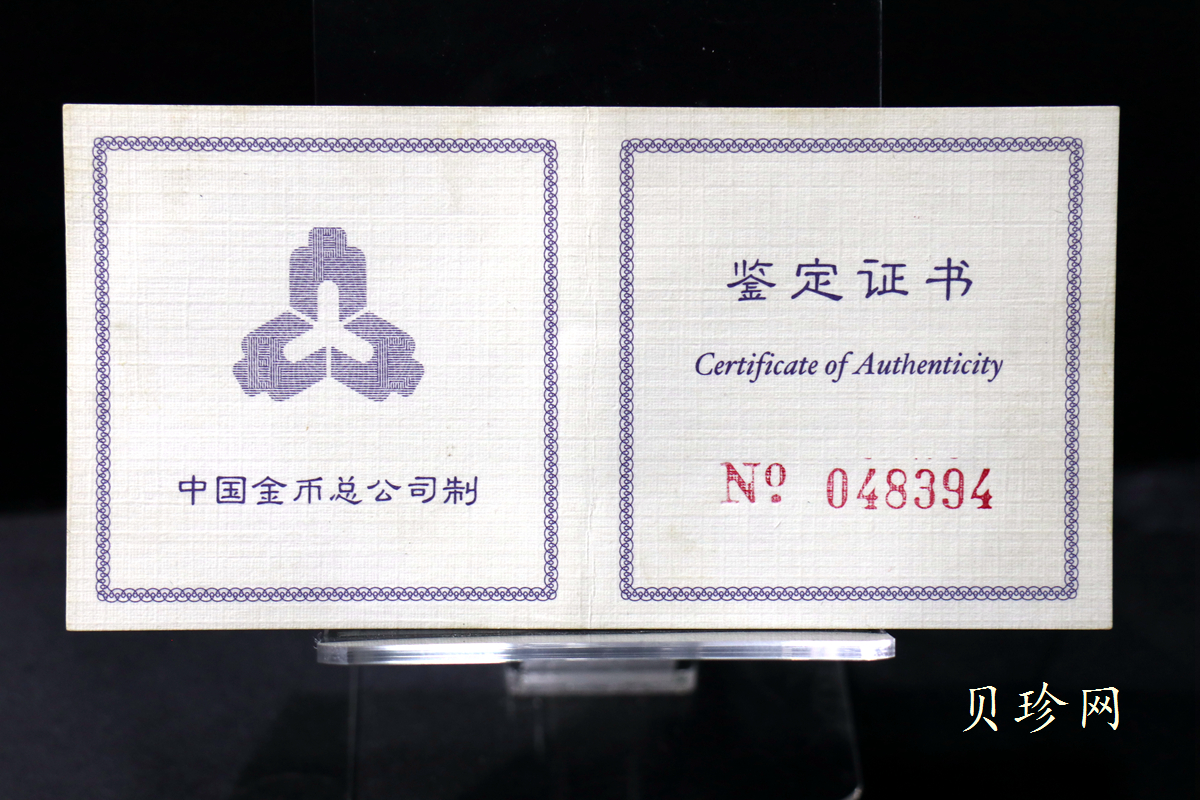 中国金币总公司制
鉴定证书
Certificate of Authenticity
Nº 048394
贝珍网